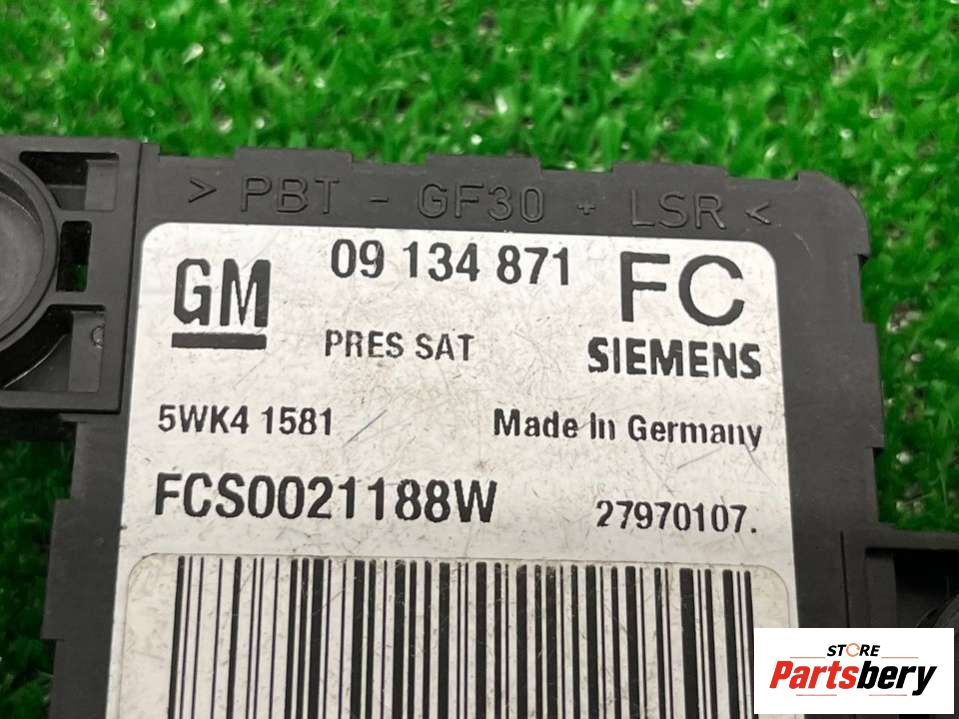 > PBT - GF30 + LSR <
GM 09 134 871 FC
PRES SAT SIEMENS
5WK4 1581 Made In Germany
FCS0021188W 27970107.
STORE
Partsbery